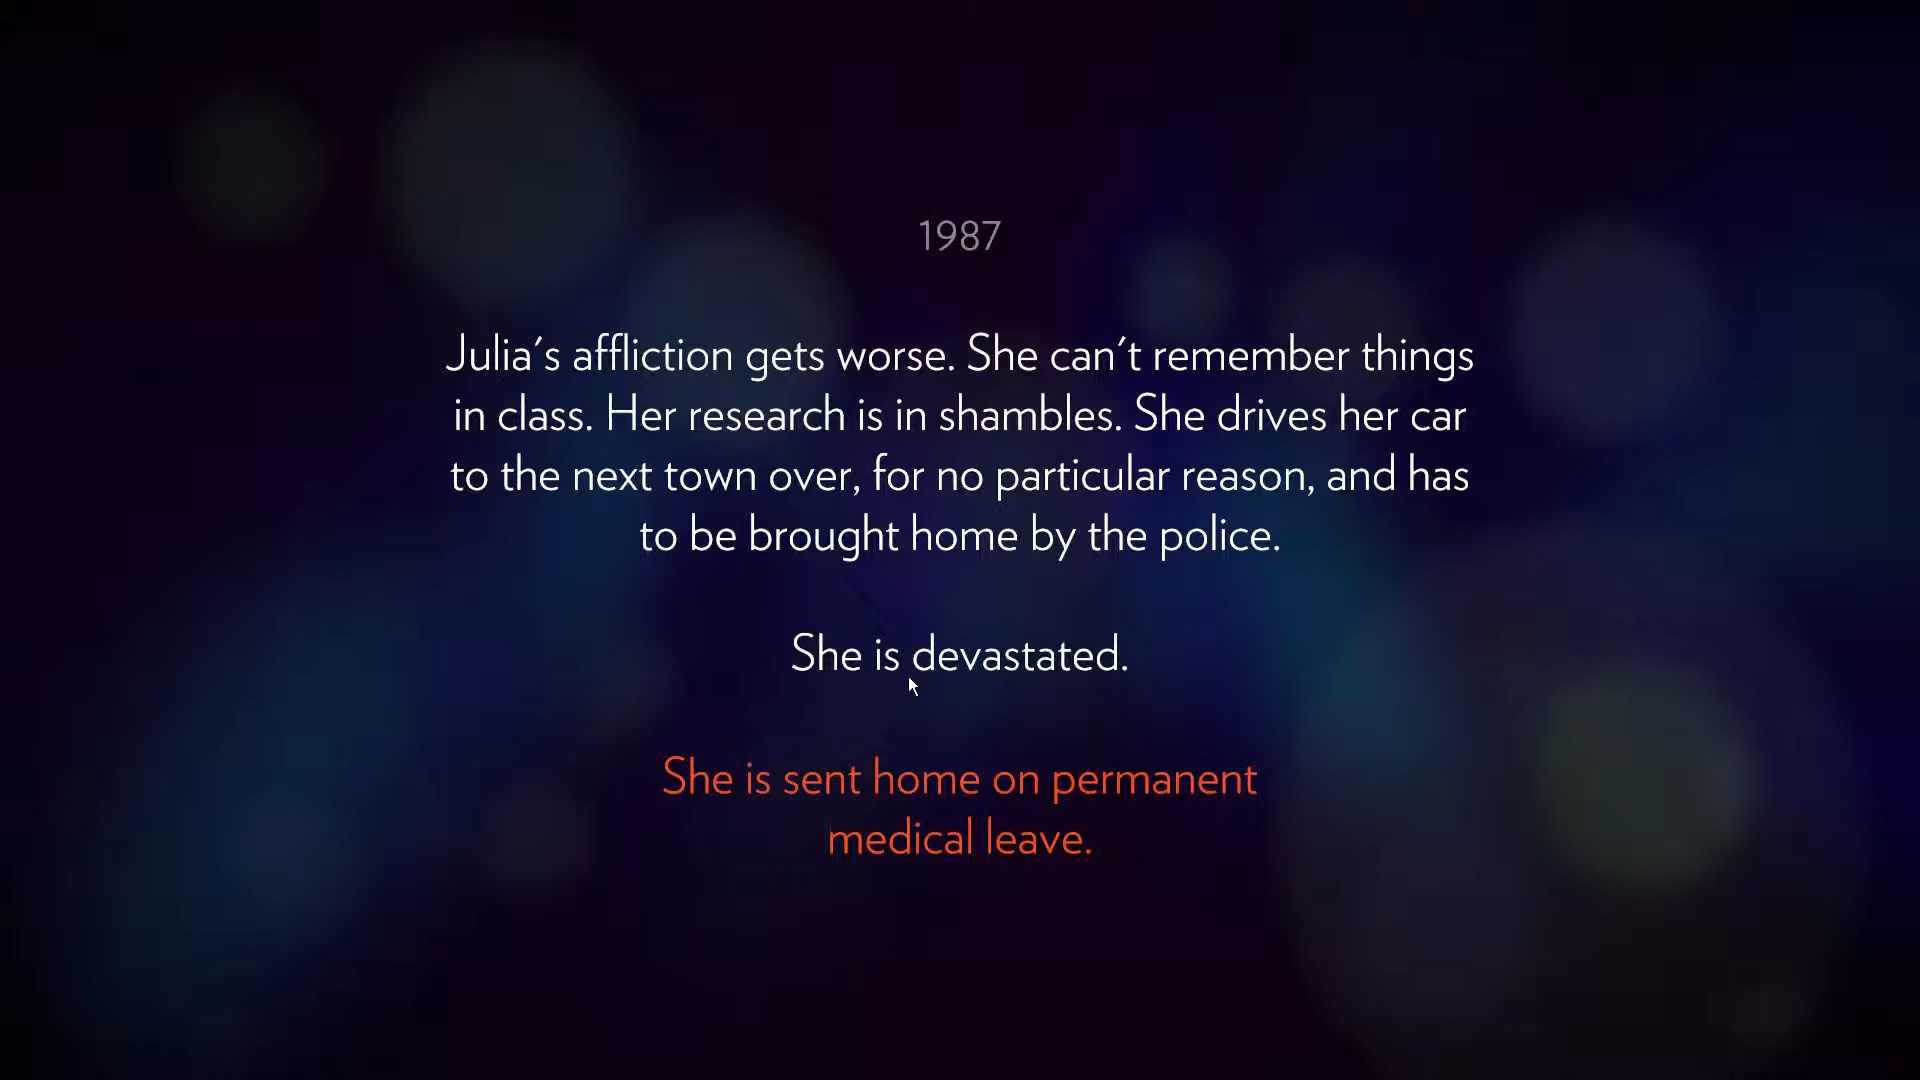 1987
Julia's affliction gets worse. She can't remember things
in class. Her research is in shambles. She drives her car
to the next town over, for no particular reason, and has
to be brought home by the police.
She is devastated.
She is sent home on permanent
medical leave.